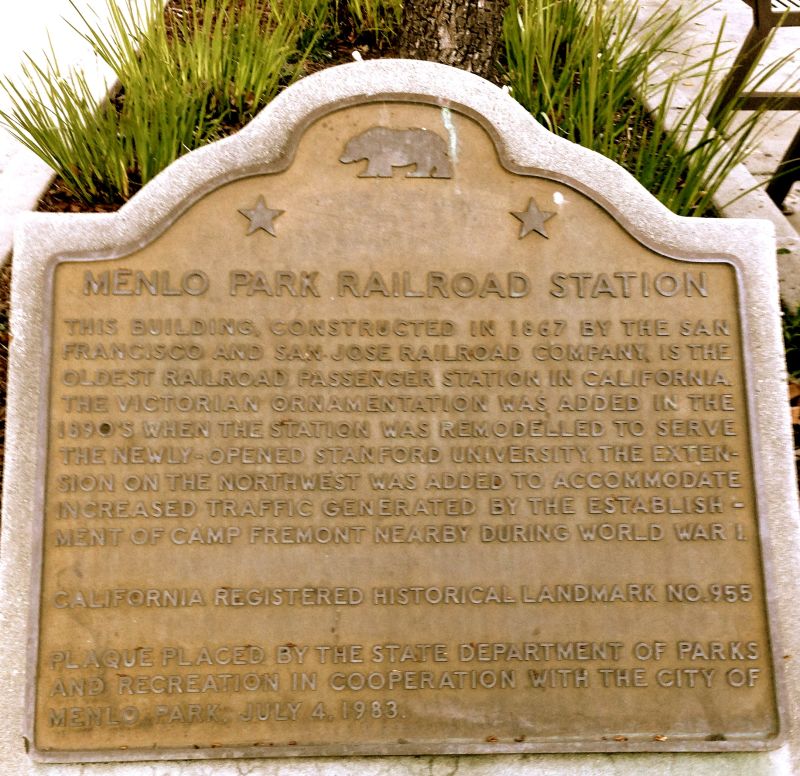 MENLO PARK RAILROAD STATION
THIS BUILDING, CONSTRUCTED IN 1867 BY THE SAN
FRANCISCO AND SAN JOSE RAILROAD COMPANY, IS THE
OLDEST RAILROAD PASSENGER STATION IN CALIFORNIA.
THE VICTORIAN ORNAMENTATION WAS ADDED IN THE
1890'S WHEN THE STATION WAS REMODELLED TO SERVE
THE NEWLY-OPENED STANFORD UNIVERSITY. THE EXTEN-
SION ON THE NORTHWEST WAS ADDED TO ACCOMMODATE
INCREASED TRAFFIC GENERATED BY THE ESTABLISH-
MENT OF CAMP FREMONT NEARBY DURING WORLD WAR I.
CALIFORNIA REGISTERED HISTORICAL LANDMARK NO. 955
PLAQUE PLACED BY THE STATE DEPARTMENT OF PARKS
AND RECREATION IN COOPERATION WITH THE CITY OF
MENLO PARK, JULY 4, 1983.